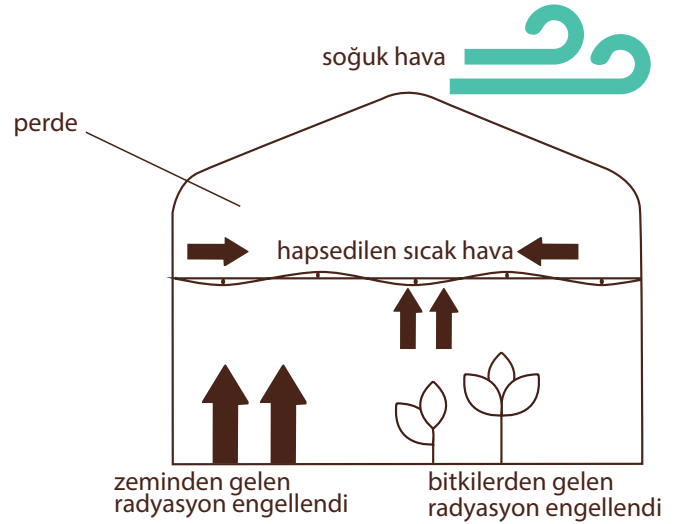 soğuk hava
perde
hapsedilen sıcak hava
zeminden gelen
radyasyon engellendi
bitkilerden gelen
radyasyon engellendi